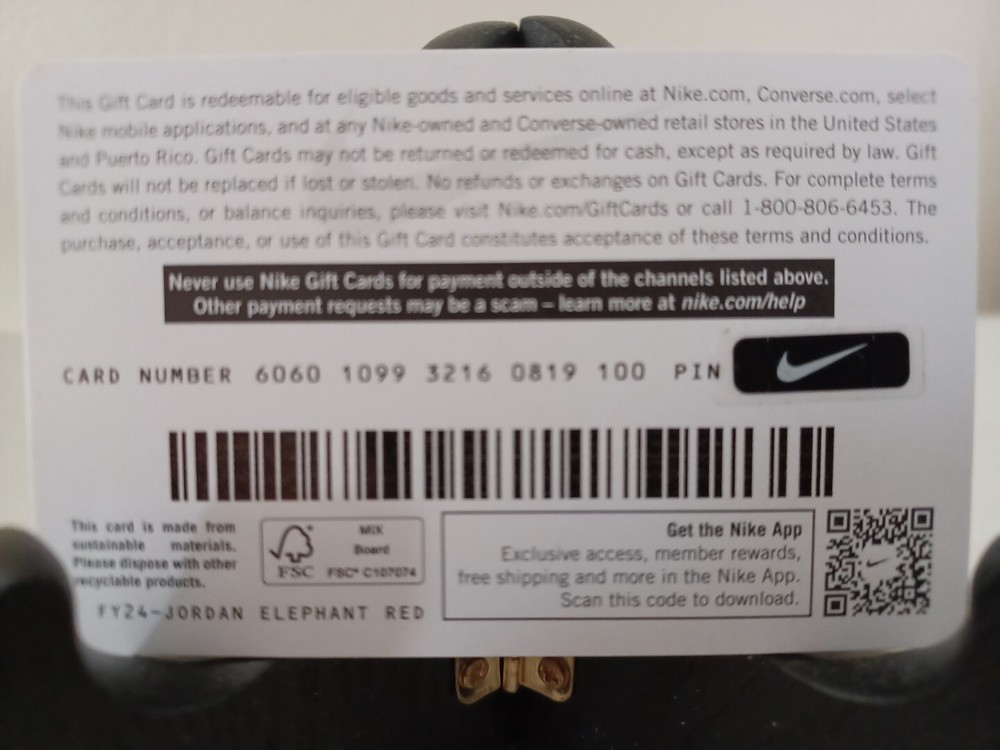 This Gift Card is redeemable for eligible goods and services online at Nike.com, Converse.com, select
Nike mobile applications, and at any Nike-owned and Converse-owned retail stores in the United States
and Puerto Rico. Gift Cards may not be returned or redeemed for cash, except as required by law. Gift
Cards will not be replaced if lost or stolen. No refunds or exchanges on Gift Cards. For complete terms
and conditions, or balance inquiries, please visit Nike.com/GiftCards or call 1-800-806-6453. The
purchase, acceptance, or use of this Gift Card constitutes acceptance of these terms and conditions.
Never use Nike Gift Cards for payment outside of the channels listed above.
Other payment requests may be a scam – learn more at nike.com/help
CARD NUMBER 6060 1099 3216 0819 100 PIN
This card is made from
sustainable materials.
Please dispose with other
recyclable products.
FSC
MIX
Board
FSC® C107074
Get the Nike App
Exclusive access, member rewards,
free shipping and more in the Nike App.
Scan this code to download.
FY24-JORDAN ELEPHANT RED